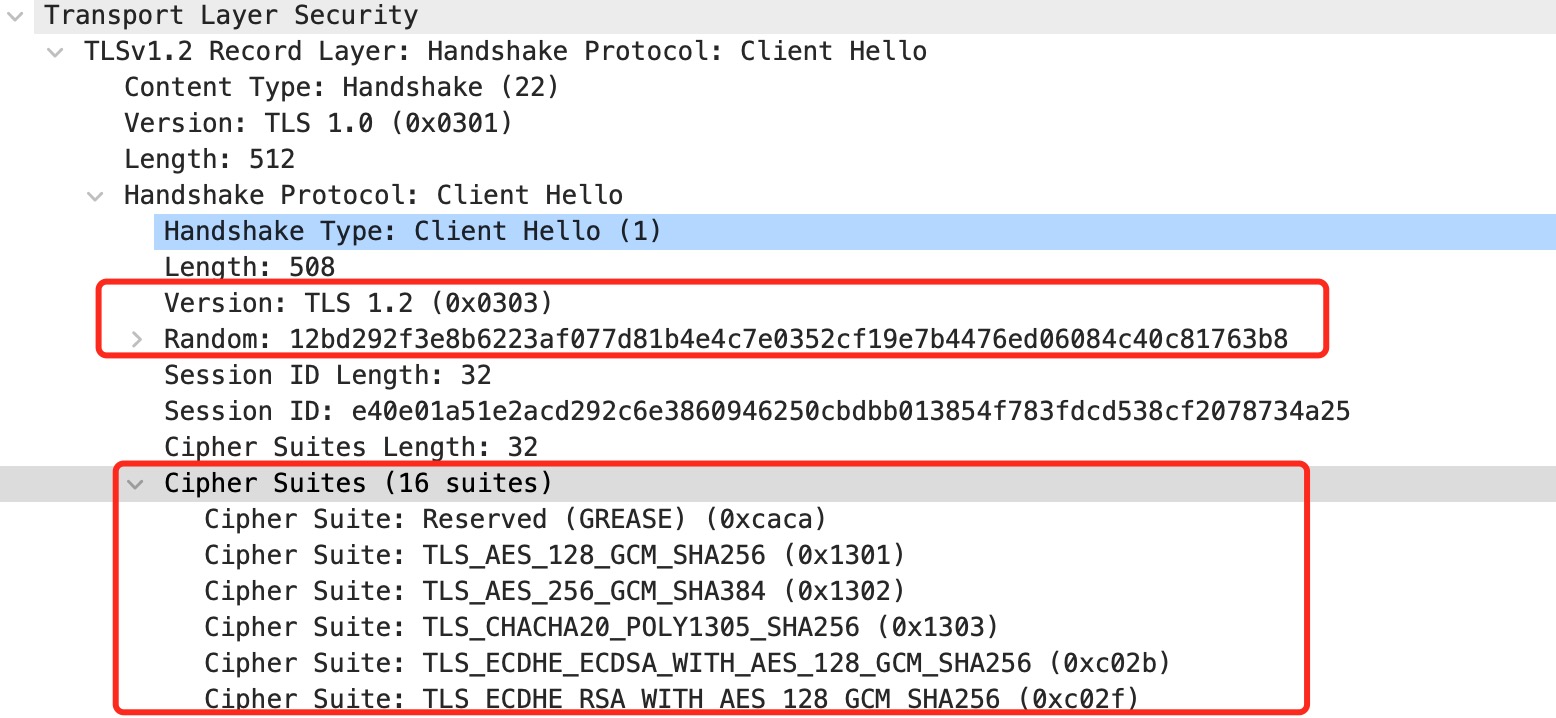 Transport Layer Security
TLSv1.2 Record Layer: Handshake Protocol: Client Hello
Content Type: Handshake (22)
Version: TLS 1.0 (0x0301)
Length: 512
Handshake Protocol: Client Hello
Handshake Type: Client Hello (1)
Length: 508
Version: TLS 1.2 (0x0303)
Random: 12bd292f3e8b6223af077d81b4e4c7e0352cf19e7b4476ed06084c40c81763b8
Session ID Length: 32
Session ID: e40e01a51e2acd292c6e3860946250cbdbb013854f783fdcd538cf2078734a25
Cipher Suites Length: 32
Cipher Suites (16 suites)
Cipher Suite: Reserved (GREASE) (0xcaca)
Cipher Suite: TLS_AES_128_GCM_SHA256 (0x1301)
Cipher Suite: TLS_AES_256_GCM_SHA384 (0x1302)
Cipher Suite: TLS_CHACHA20_POLY1305_SHA256 (0x1303)
Cipher Suite: TLS_ECDHE_ECDSA_WITH_AES_128_GCM_SHA256 (0xc02b)
Cipher Suite: TLS_ECDHE_RSA_WITH_AES_128_GCM_SHA256 (0xc02f)